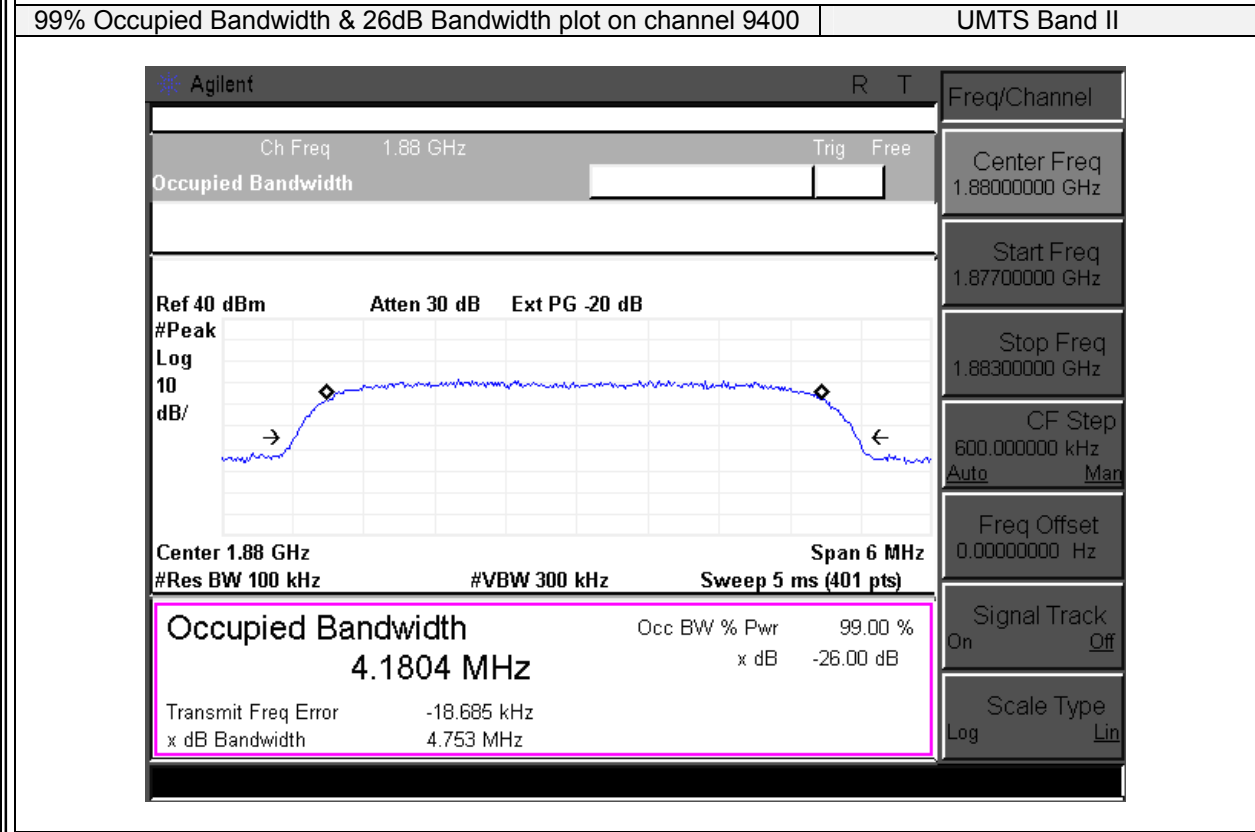 99% Occupied Bandwidth & 26dB Bandwidth plot on channel 9400 UMTS Band II
Agilent R T
Freq/Channel
Ch Freq 1.88 GHz Trig Free
Occupied Bandwidth
Center Freq
1.88000000 GHz
Start Freq
1.87700000 GHz
Stop Freq
1.88300000 GHz
CF Step
600.000000 kHz
Auto Man
Freq Offset
0.00000000 Hz
Signal Track
On Off
Scale Type
Log Lin
Ref 40 dBm Atten 30 dB Ext PG -20 dB
#Peak
Log
10
dB/
Center 1.88 GHz Span 6 MHz
#Res BW 100 kHz #VBW 300 kHz Sweep 5 ms (401 pts)
Occupied Bandwidth Occ BW % Pwr 99.00 %
4.1804 MHz x dB -26.00 dB
Transmit Freq Error -18.685 kHz
x dB Bandwidth 4.753 MHz